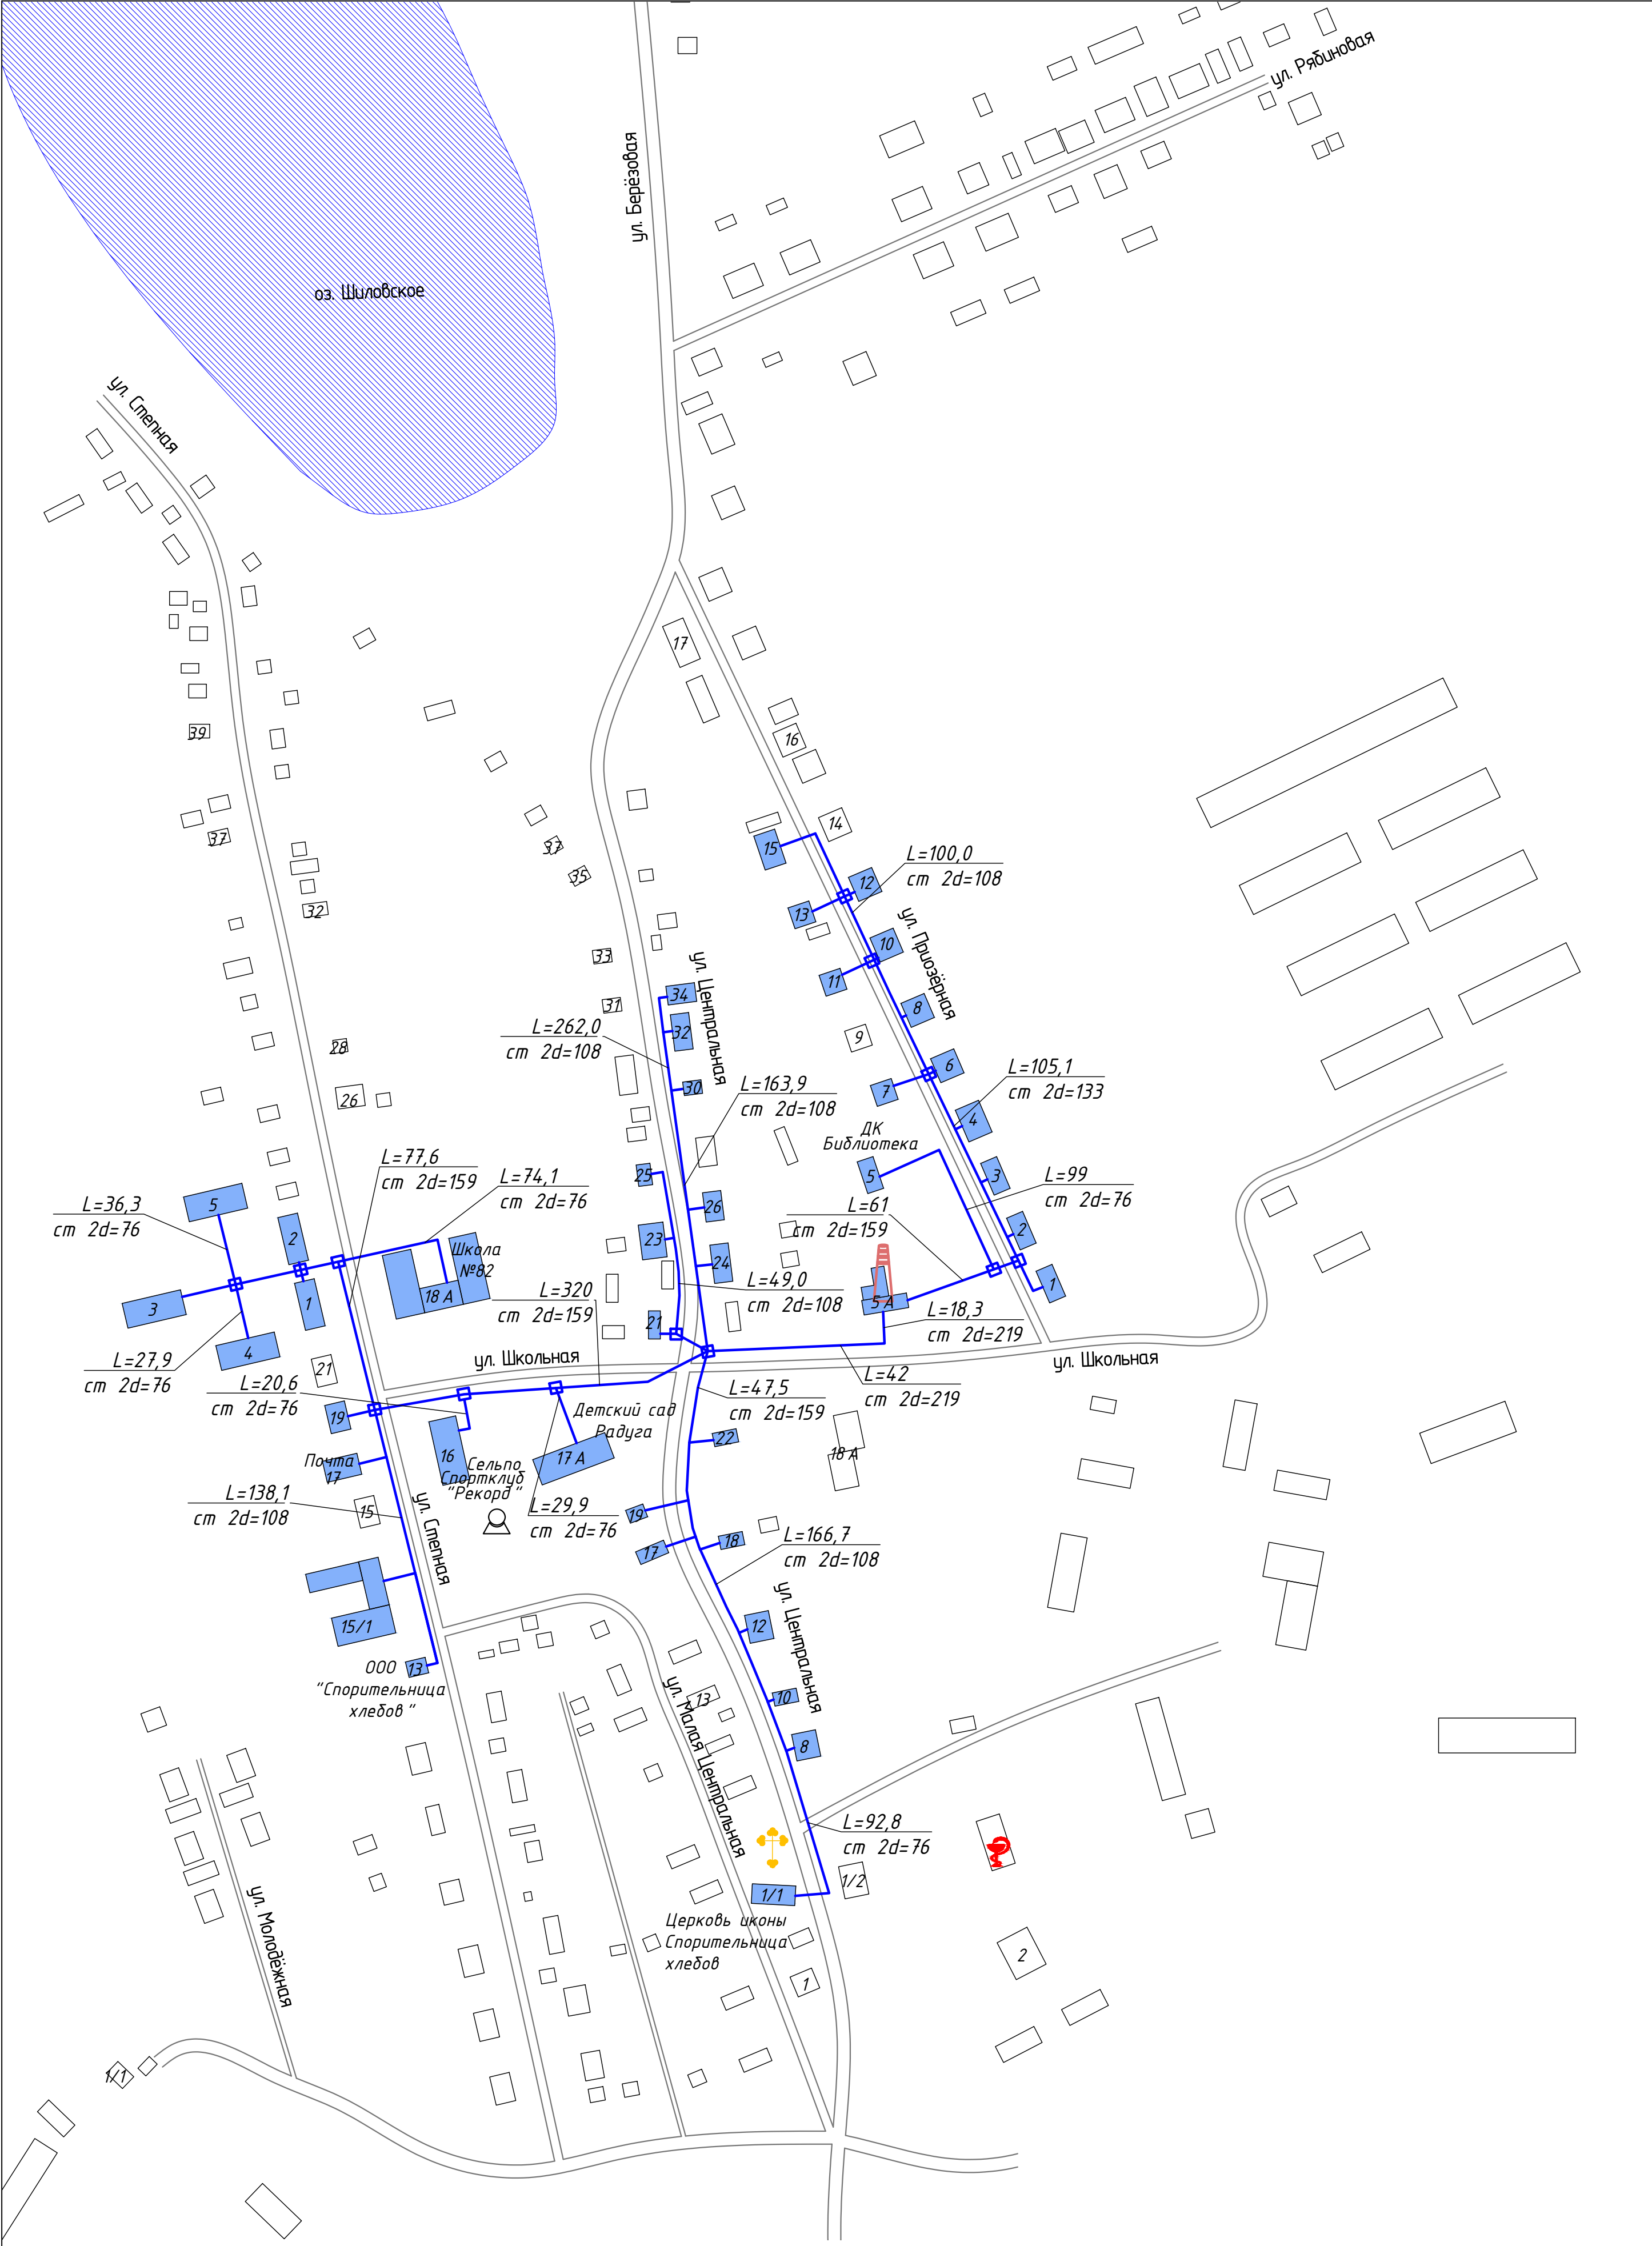 ул. Рябиновая
ул. Берёзовая
оз. Шиловское
ул. Степная
17
39
16
37
14
37
15
35
12
L=100,0
ст 2d=108
32
13
10
ул. Приозёрная
33
11
34
ул. Центральная
31
8
L=262,0
ст 2d=108
32
9
28
6
L=105,1
ст 2d=133
30
L=163,9
ст 2d=108
7
26
4
ДК
Библиотека
25
L=77,6
ст 2d=159
L=74,1
ст 2d=76
5
3
L=99
ст 2d=76
L=36,3
ст 2d=76
5
26
L=61
ст 2d=159
2
23
2
Школа
№82
24
1
L=49,0
ст 2d=108
18 А
L=320
ст 2d=159
5 А
3
1
L=18,3
ст 2d=219
21
4
ул. Школьная
ул. Школьная
L=27,9
ст 2d=76
21
L=20,6
ст 2d=76
L=42
ст 2d=219
L=47,5
ст 2d=159
19
Детский сад
Радуга
22
16
17 А
18 А
Почта
17
Сельпо
Спортклуб
"Рекорд"
L=138,1
ст 2d=108
15
L=29,9
ст 2d=76
19
ул. Степная
17
18
L=166,7
ст 2d=108
15/1
12
ул. Центральная
13
ООО
"Спорительница
хлебов"
13
10
ул. Малая Центральная
8
L=92,8
ст 2d=76
1/2
1/1
Церковь иконы
Спорительница
хлебов
ул. Молодёжная
1
2
1/1